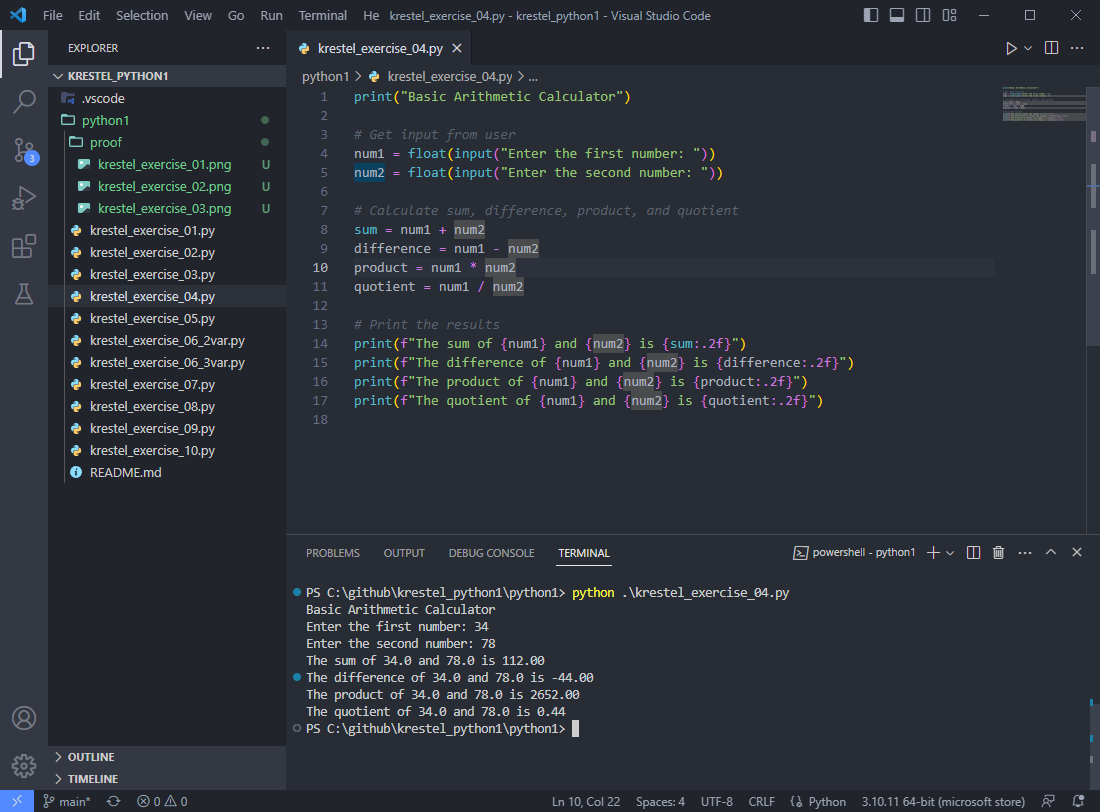 File Edit Selection View Go Run Terminal He krestel_exercise_04.py - krestel_python1 - Visual Studio Code
EXPLORER
KRESTEL_PYTHON1
.vscode
python1
proof
krestel_exercise_01.png U
krestel_exercise_02.png U
krestel_exercise_03.png U
krestel_exercise_01.py
krestel_exercise_02.py
krestel_exercise_03.py
krestel_exercise_04.py
krestel_exercise_05.py
krestel_exercise_06_2var.py
krestel_exercise_06_3var.py
krestel_exercise_07.py
krestel_exercise_08.py
krestel_exercise_09.py
krestel_exercise_10.py
README.md
OUTLINE
TIMELINE
3
krestel_exercise_04.py
python1 > krestel_exercise_04.py > ...
1 print("Basic Arithmetic Calculator")
2
3 # Get input from user
4 num1 = float(input("Enter the first number: "))
5 num2 = float(input("Enter the second number: "))
6
7 # Calculate sum, difference, product, and quotient
8 sum = num1 + num2
9 difference = num1 - num2
10 product = num1 * num2
11 quotient = num1 / num2
12
13 # Print the results
14 print(f"The sum of {num1} and {num2} is {sum:.2f}")
15 print(f"The difference of {num1} and {num2} is {difference:.2f}")
16 print(f"The product of {num1} and {num2} is {product:.2f}")
17 print(f"The quotient of {num1} and {num2} is {quotient:.2f}")
18
PROBLEMS OUTPUT DEBUG CONSOLE TERMINAL powershell - python1
PS C:\github\krestel_python1\python1> python .\krestel_exercise_04.py
Basic Arithmetic Calculator
Enter the first number: 34
Enter the second number: 78
The sum of 34.0 and 78.0 is 112.00
The difference of 34.0 and 78.0 is -44.00
The product of 34.0 and 78.0 is 2652.00
The quotient of 34.0 and 78.0 is 0.44
PS C:\github\krestel_python1\python1>
main* 0 0 Ln 10, Col 22 Spaces: 4 UTF-8 CRLF Python 3.10.11 64-bit (microsoft store)